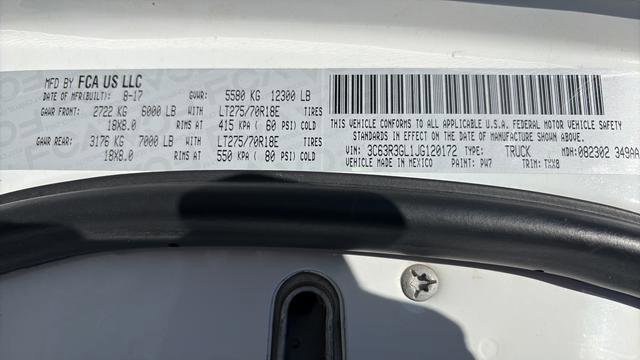 MFD BY FCA US LLC
DATE OF MFR(BUILT): 8-17 GVWR: 5580 KG 12300 LB
GAWR FRONT: 2722 KG 6000 LB WITH LT275/70R18E TIRES
18X8.0 RIMS AT 415 KPA ( 60 PSI) COLD
GAWR REAR: 3176 KG 7000 LB WITH LT275/70R18E TIRES
18X8.0 RIMS AT 550 KPA ( 80 PSI) COLD
THIS VEHICLE CONFORMS TO ALL APPLICABLE U.S.A. FEDERAL MOTOR VEHICLE SAFETY
STANDARDS IN EFFECT ON THE DATE OF MANUFACTURE SHOWN ABOVE.
VIN: 3C63R3GL1JG120172 TYPE: TRUCK MDH: 082302 349AA
VEHICLE MADE IN MEXICO PAINT: PW7 TRIM: TXX8